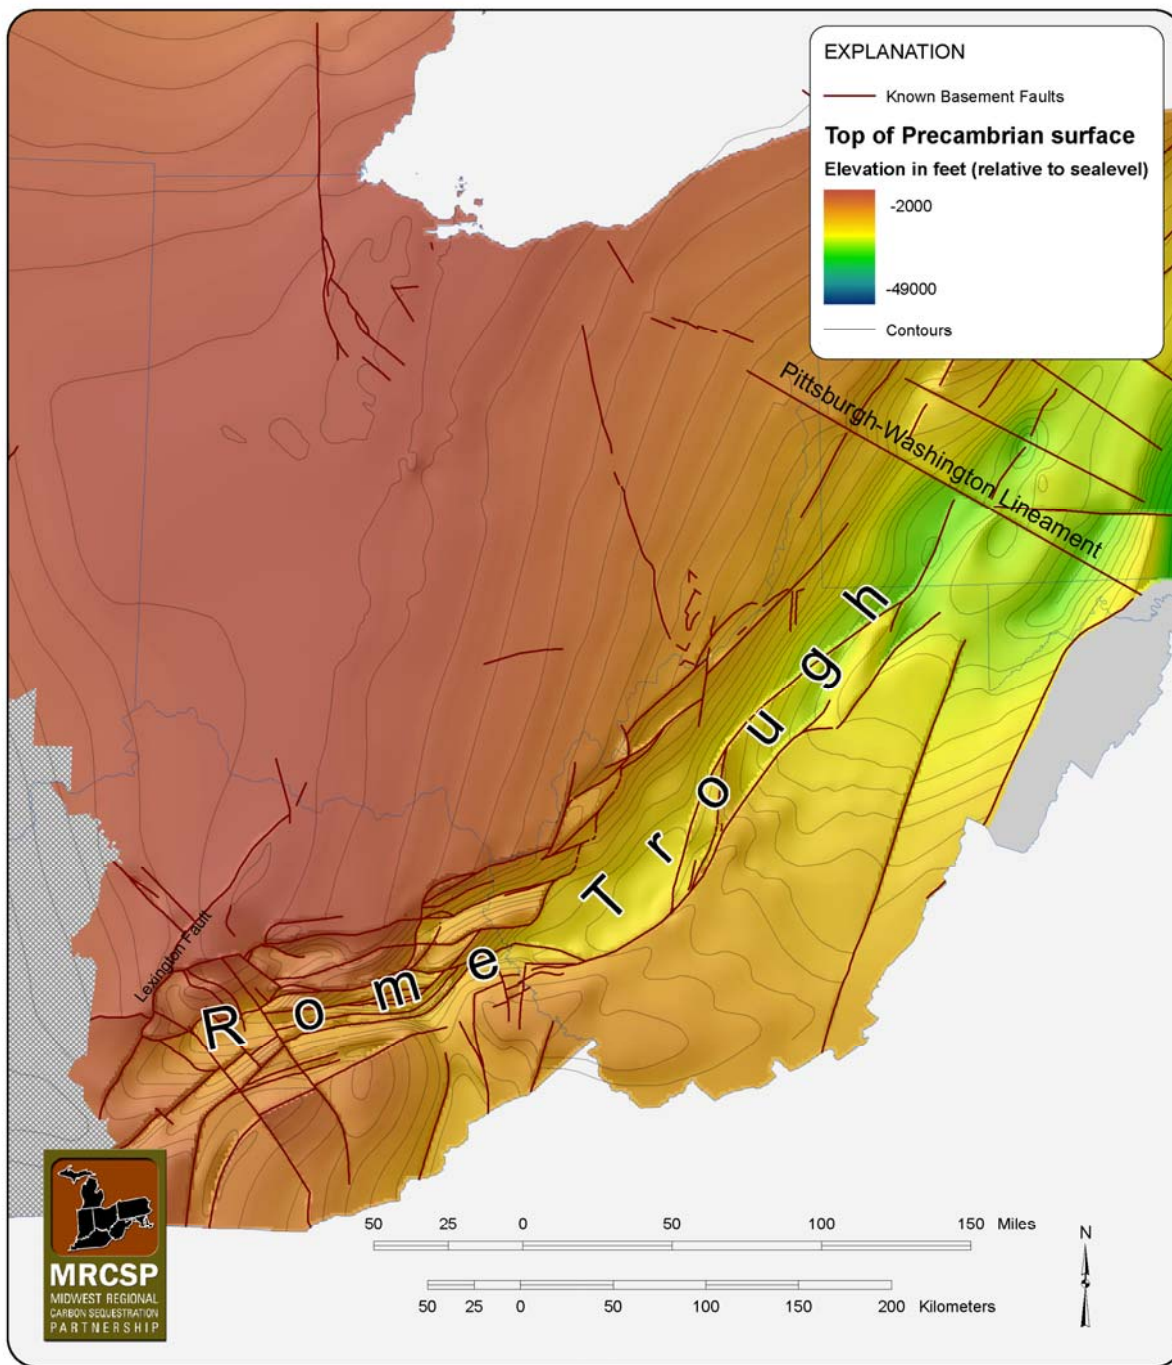 EXPLANATION
Known Basement Faults
Top of Precambrian surface
Elevation in feet (relative to sealevel)
-2000
-49000
Contours
Pittsburgh-Washington Lineament
Rome Trough
Lexington Fault
50 25 0 50 100 150 Miles
50 25 0 50 100 150 200 Kilometers
N
MRCSP
MIDWEST REGIONAL
CARBON SEQUESTRATION
PARTNERSHIP